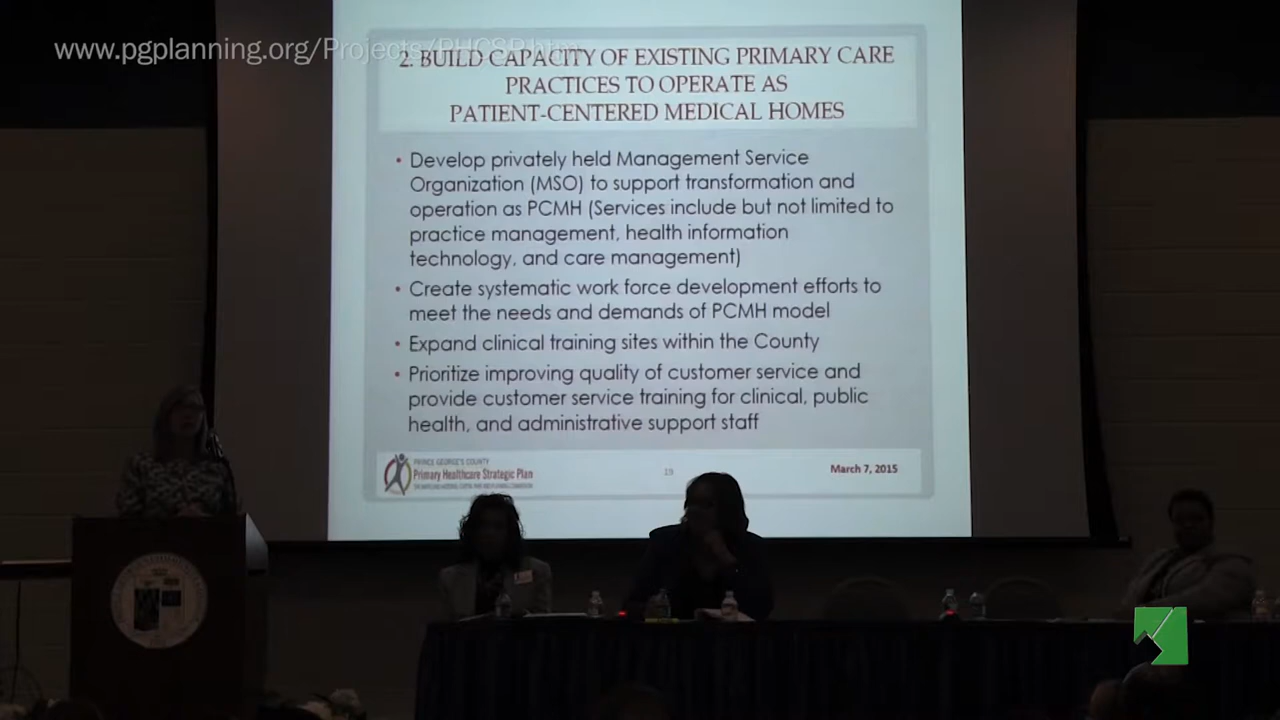 www.pgplanning.org/Projects/PHCSP.htm
2. BUILD CAPACITY OF EXISTING PRIMARY CARE
PRACTICES TO OPERATE AS
PATIENT-CENTERED MEDICAL HOMES
• Develop privately held Management Service
Organization (MSO) to support transformation and
operation as PCMH (Services include but not limited to
practice management, health information
technology, and care management)
• Create systematic work force development efforts to
meet the needs and demands of PCMH model
• Expand clinical training sites within the County
• Prioritize improving quality of customer service and
provide customer service training for clinical, public
health, and administrative support staff
PRINCE GEORGE'S COUNTY
Primary Healthcare Strategic Plan
19
March 7, 2015